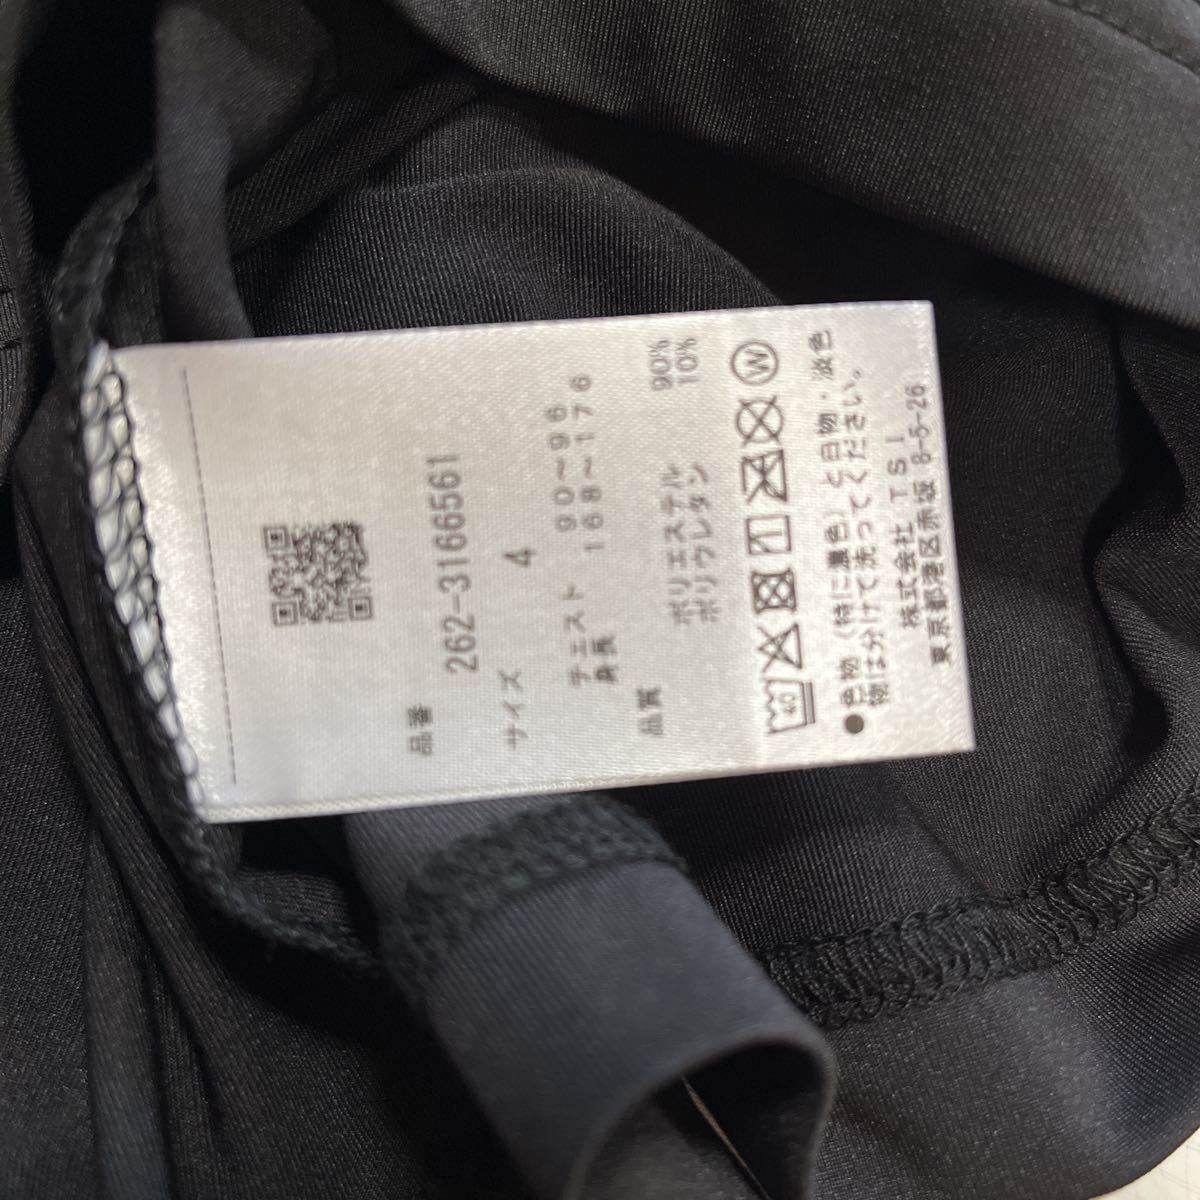 品番
262-3166561
サイズ 4
チェスト 90～96
身長 168～176
品質
ポリエステル 90%
ポリウレタン 10%
40
W
●色物（特に濃色）と白物・淡色
物は分けて洗ってください。
株式会社 TSI
東京都港区赤坂 8-5-26